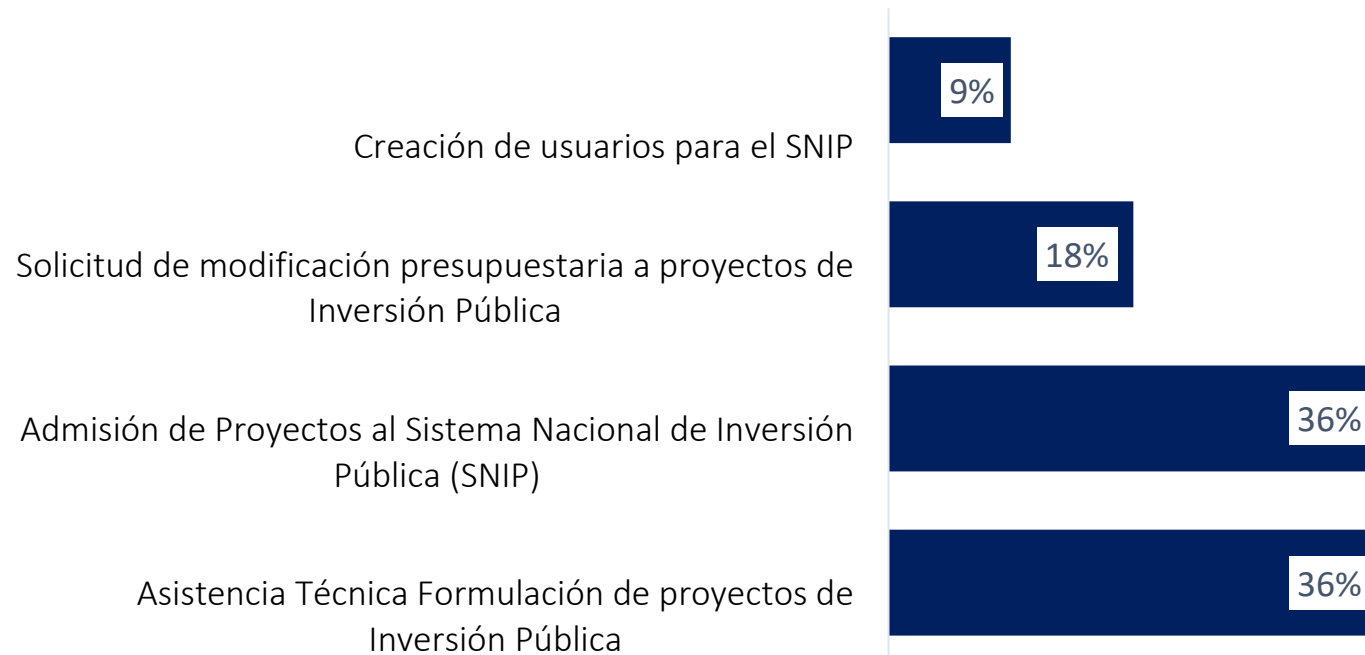 9%
Creación de usuarios para el SNIP
18%
Solicitud de modificación presupuestaria a proyectos de
Inversión Pública
36%
Admisión de Proyectos al Sistema Nacional de Inversión
Pública (SNIP)
36%
Asistencia Técnica Formulación de proyectos de
Inversión Pública